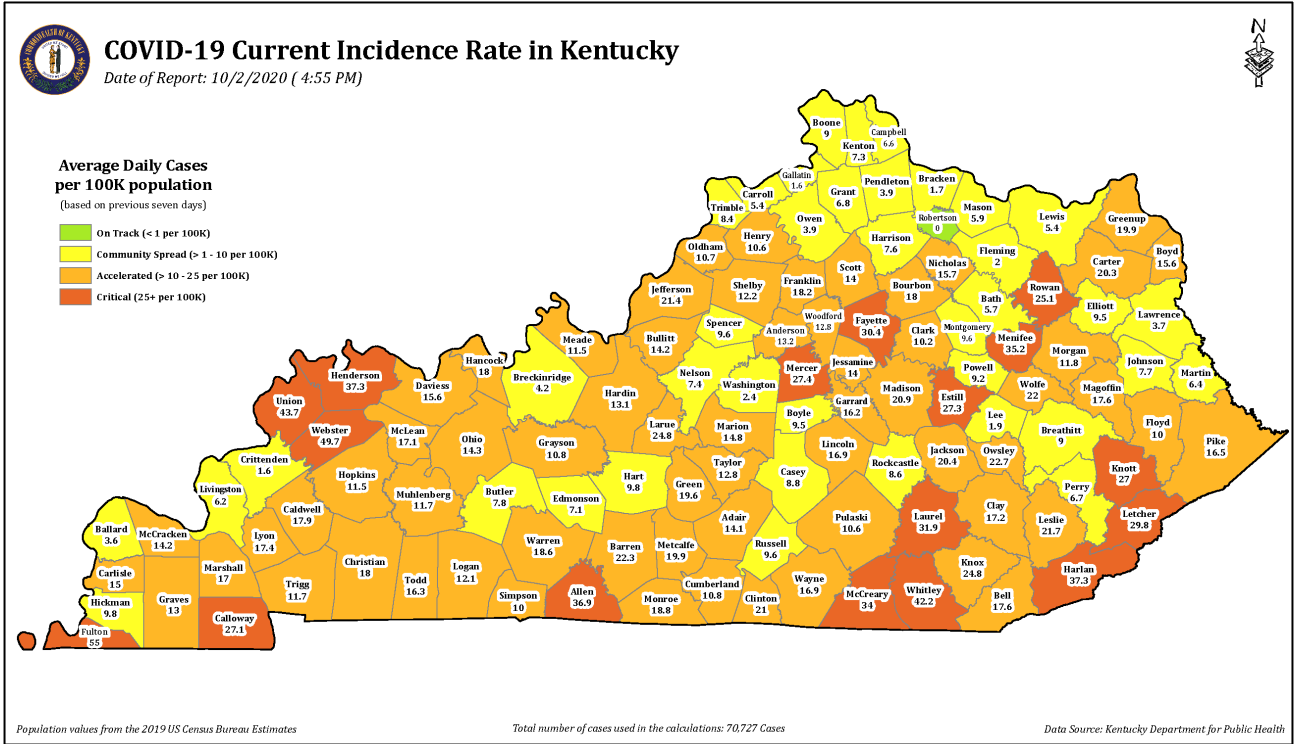 COVID-19 Current Incidence Rate in Kentucky
Date of Report: 10/2/2020 ( 4:55 PM)
N
Average Daily Cases
per 100K population
(based on previous seven days)
On Track (< 1 per 100K)
Community Spread (> 1 - 10 per 100K)
Accelerated (> 10 - 25 per 100K)
Critical (25+ per 100K)
Boone
9
Kenton
7.3
Campbell
6.6
Gallatin
1.6
Carroll
5.4
Trimble
8.4
Grant
6.8
Pendleton
3.9
Bracken
1.7
Owen
3.9
Robertson
0
Mason
5.9
Lewis
5.4
Greenup
19.9
Oldham
10.7
Henry
10.6
Harrison
7.6
Fleming
2
Boyd
15.6
Carter
20.3
Nicholas
15.7
Scott
14
Franklin
18.2
Shelby
12.2
Jefferson
21.4
Bourbon
18
Rowan
25.1
Bath
5.7
Elliott
9.5
Lawrence
3.7
Spencer
9.6
Anderson
13.2
Woodford
12.8
Fayette
30.4
Clark
10.2
Montgomery
9.6
Menifee
35.2
Morgan
11.8
Johnson
7.7
Martin
6.4
Meade
11.5
Bullitt
14.2
Hancock
18
Breckinridge
4.2
Nelson
7.4
Washington
2.4
Mercer
27.4
Jessamine
14
Madison
20.9
Powell
9.2
Estill
27.3
Wolfe
22
Magoffin
17.6
Henderson
37.3
Union
43.7
Webster
49.7
Daviess
15.6
McLean
17.1
Ohio
14.3
Hardin
13.1
Larue
24.8
Marion
14.8
Boyle
9.5
Garrard
16.2
Lee
1.9
Breathitt
9
Floyd
10
Pike
16.5
Crittenden
1.6
Livingston
6.2
Hopkins
11.5
Muhlenberg
11.7
Grayson
10.8
Hart
9.8
Green
19.6
Taylor
12.8
Casey
8.8
Lincoln
16.9
Rockcastle
8.6
Jackson
20.4
Owsley
22.7
Perry
6.7
Knott
27
Letcher
29.8
Butler
7.8
Edmonson
7.1
Caldwell
17.9
Lyon
17.4
Ballard
3.6
McCracken
14.2
Marshall
17
Carlisle
15
Hickman
9.8
Fulton
55
Graves
13
Calloway
27.1
Trigg
11.7
Christian
18
Todd
16.3
Logan
12.1
Warren
18.6
Simpson
10
Allen
36.9
Barren
22.3
Metcalfe
19.9
Monroe
18.8
Adair
14.1
Cumberland
10.8
Clinton
21
Russell
9.6
Wayne
16.9
Pulaski
10.6
McCreary
34
Laurel
31.9
Whitley
42.2
Knox
24.8
Clay
17.2
Leslie
21.7
Bell
17.6
Harlan
37.3
Population values from the 2019 US Census Bureau Estimates
Total number of cases used in the calculations: 70,727 Cases
Data Source: Kentucky Department for Public Health